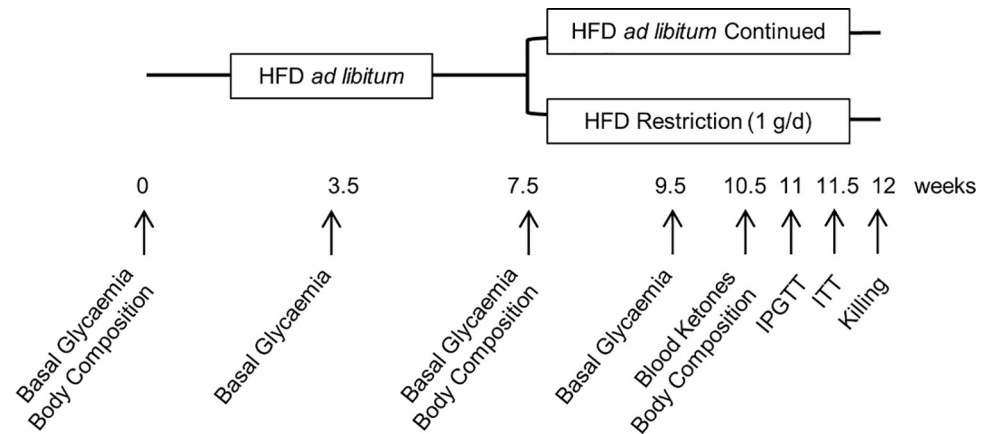 HFD ad libitum Continued
HFD ad libitum
HFD Restriction (1 g/d)
0 3.5 7.5 9.5 10.5 11 11.5 12 weeks
Basal Glycaemia
Body Composition
Basal Glycaemia
Basal Glycaemia
Body Composition
Basal Glycaemia
Blood Ketones
Body Composition
IPGTT
ITT
Killing